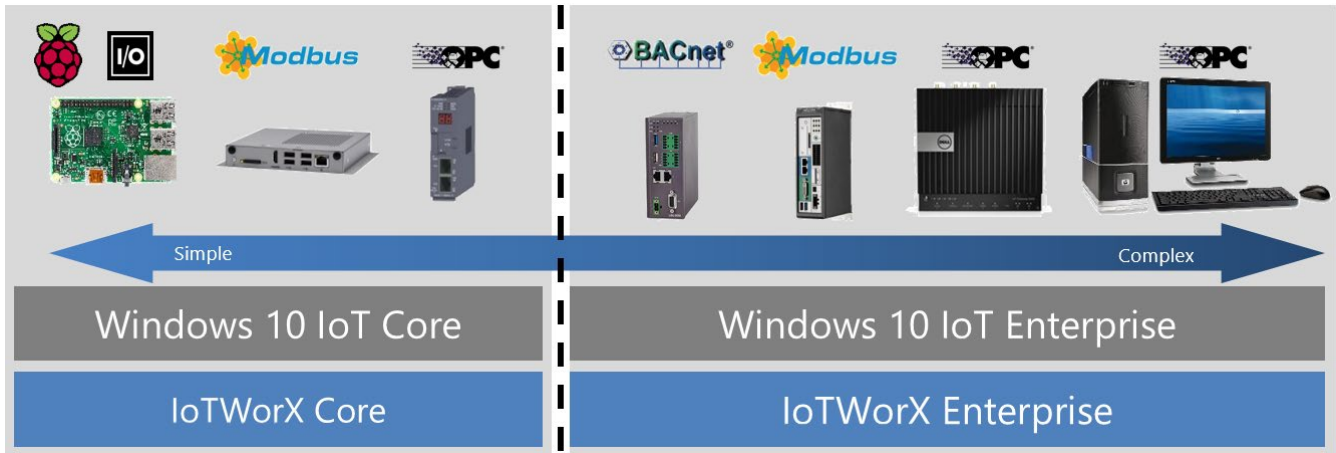 I/O
Modbus
OPC
BACnet®
Modbus
OPC
OPC
DELL
Simple
Complex
Windows 10 IoT Core
Windows 10 IoT Enterprise
IoTWorX Core
IoTWorX Enterprise